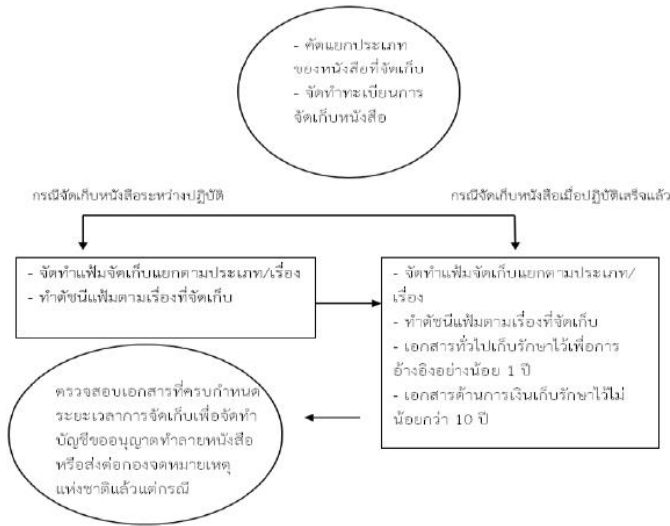 - คัดแยกประเภท
ของหนังสือที่จัดเก็บ
- จัดทำทะเบียนการ
จัดเก็บหนังสือ
กรณีจัดเก็บหนังสือระหว่างปฏิบัติ
กรณีจัดเก็บหนังสือเมื่อปฏิบัติเสร็จแล้ว
- จัดทำแฟ้มจัดเก็บแยกตามประเภท/เรื่อง
- ทำดัชนีแฟ้มตามเรื่องที่จัดเก็บ
- จัดทำแฟ้มจัดเก็บแยกตามประเภท/
เรื่อง
- ทำดัชนีแฟ้มตามเรื่องที่จัดเก็บ
- เอกสารทั่วไปเก็บรักษาไว้เพื่อการ
อ้างอิงอย่างน้อย 1 ปี
- เอกสารด้านการเงินเก็บรักษาไว้ไม่
น้อยกว่า 10 ปี
ตรวจสอบเอกสารที่ครบกำหนด
ระยะเวลาการจัดเก็บเพื่อจัดทำ
บัญชีขออนุญาตทำลายหนังสือ
หรือส่งต่อกองจดหมายเหตุ
แห่งชาติแล้วแต่กรณี